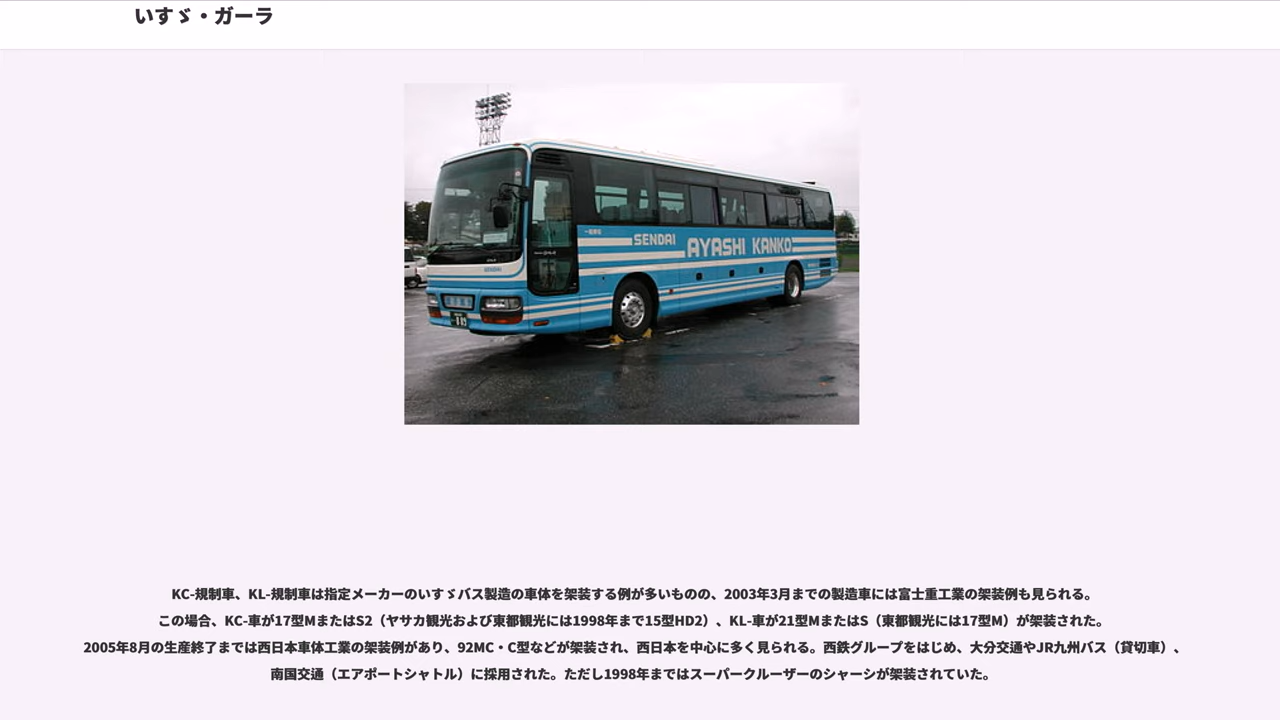 いすゞ・ガーラ
SENDAI
AYASHI KANKO
SENDAI
KC-規制車、KL-規制車は指定メーカーのいすゞバス製造の車体を架装する例が多いものの、2003年3月までの製造車には富士重工業の架装例も見られる。
この場合、KC-車が17型MまたはS2（ヤサカ観光および東都観光には1998年まで15型HD2）、KL-車が21型MまたはS（東都観光には17型M）が架装された。
2005年8月の生産終了までは西日本車体工業の架装例があり、92MC・C型などが架装され、西日本を中心に多く見られる。西鉄グループをはじめ、大分交通やJR九州バス（貸切車）、
南国交通（エアポートシャトル）に採用された。ただし1998年まではスーパークルーザーのシャーシが架装されていた。